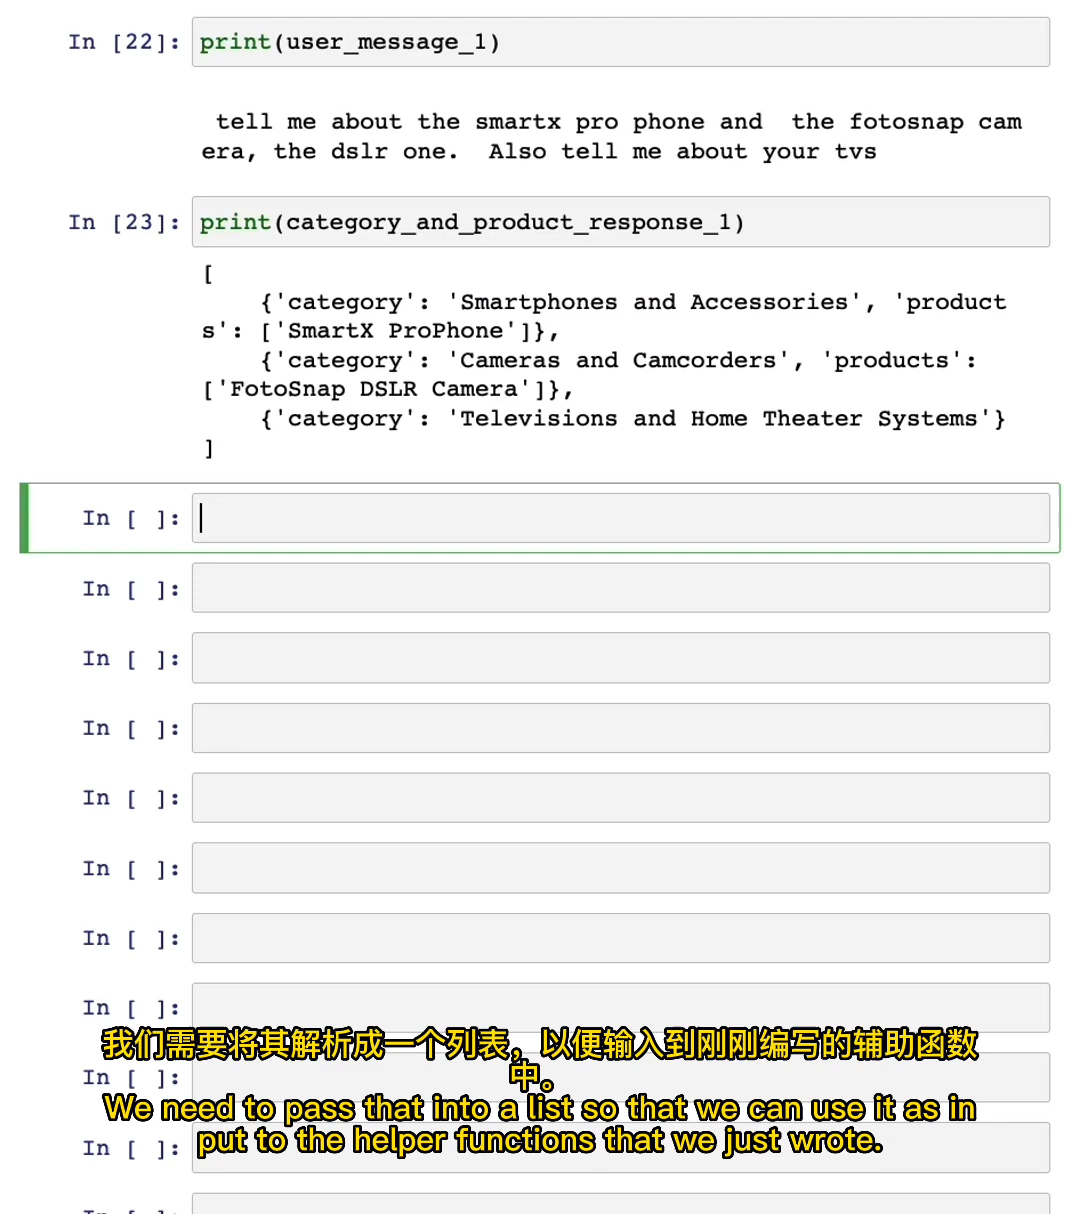 In [22]: print(user_message_1)
tell me about the smartx pro phone and  the fotosnap cam
era, the dslr one.  Also tell me about your tvs
In [23]: print(category_and_product_response_1)
[
    {'category': 'Smartphones and Accessories', 'product
s': ['SmartX ProPhone']},
    {'category': 'Cameras and Camcorders', 'products':
['FotoSnap DSLR Camera']},
    {'category': 'Televisions and Home Theater Systems'}
]
In [ ]:
In [ ]:
In [ ]:
In [ ]:
In [ ]:
In [ ]:
In [ ]:
In [ ]:
我们需要将其解析成一个列表，以便输入到刚刚编写的辅助函数
In [ ]:
中。
We need to pass that into a list so that we can use it as in
put to the helper functions that we just wrote.
In [ ]: